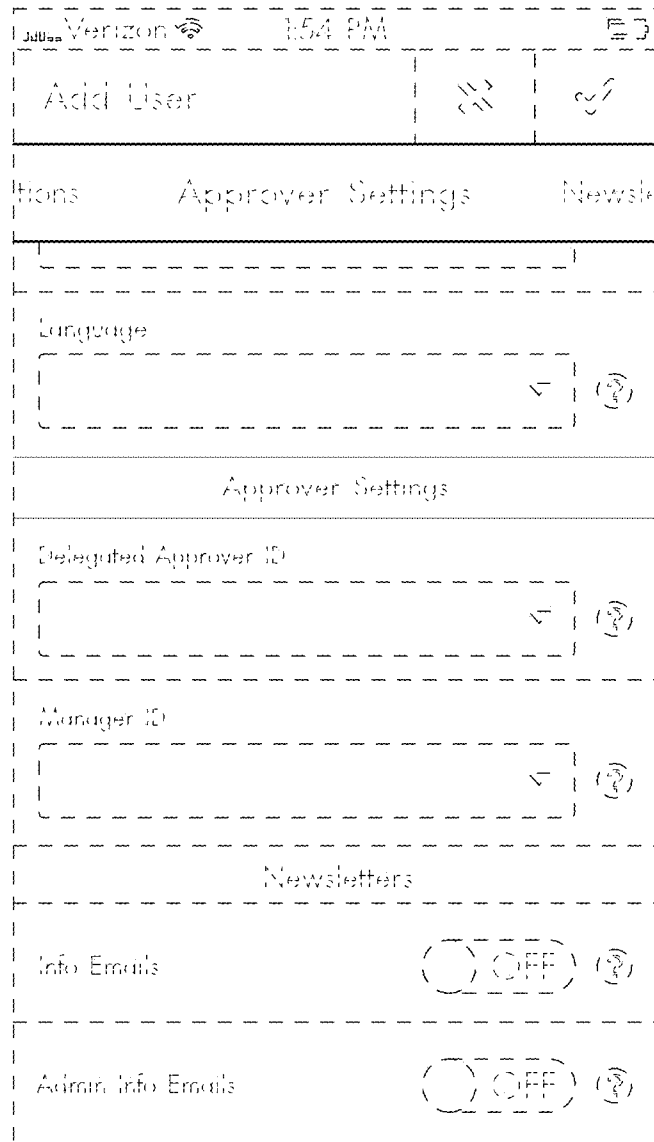 Verizon 1:54 PM
Add User
tions Approver Settings Newsle
Language
?
Approver Settings
Delegated Approver ID
?
Manager ID
?
Newsletters
Info Emails OFF ?
Admin Info Emails OFF ?